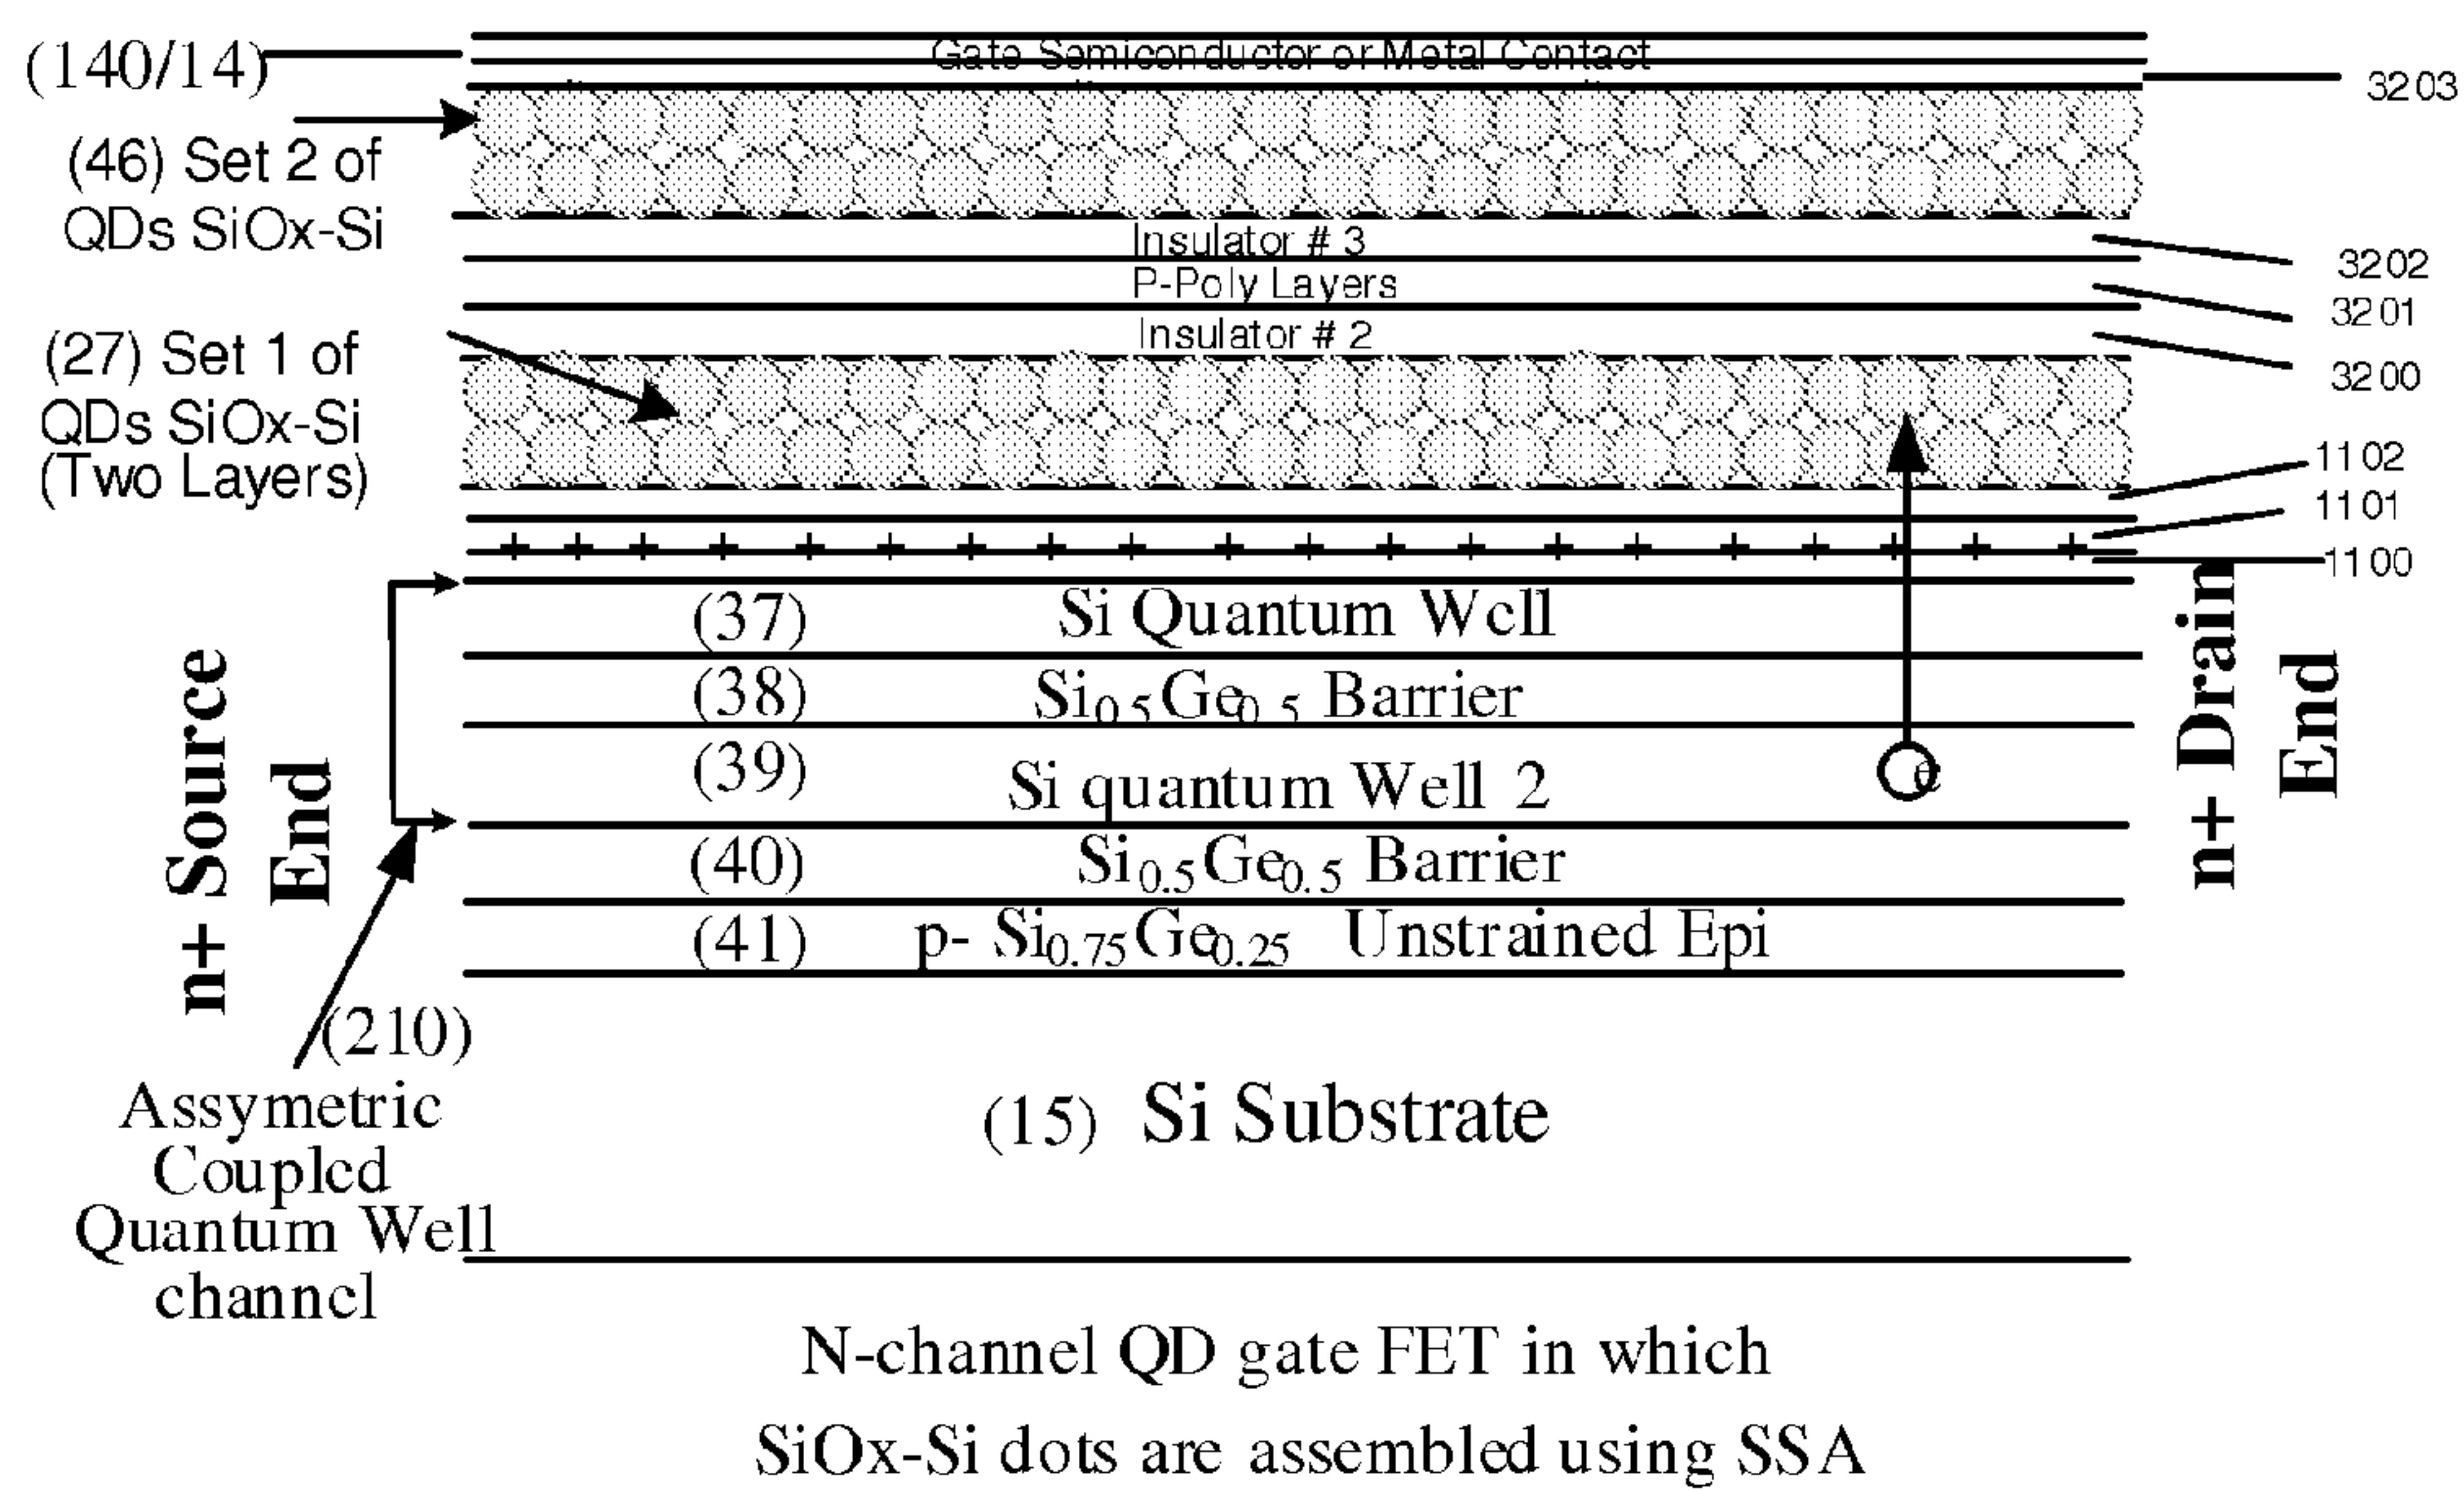 Gate Semiconductor or Metal Contact
(140/14)
3203
(46) Set 2 of
QDs SiOx-Si
Insulator # 3
3202
P-Poly Layers
3201
Insulator # 2
3200
(27) Set 1 of
QDs SiOx-Si
(Two Layers)
1102
1101
+ + + + + + + + + + + + + + + + + + + +
1100
(37) Si Quantum Well
(38) Si0.5Ge0.5 Barrier
(39) Si quantum Well 2
e
(40) Si0.5Ge0.5 Barrier
(41) p- Si0.75Ge0.25 Unstrained Epi
n+ Source
End
n+ Drain
End
(210)
Assymetric
Coupled
Quantum Well
channel
(15) Si Substrate
N-channel QD gate FET in which
SiOx-Si dots are assembled using SSA